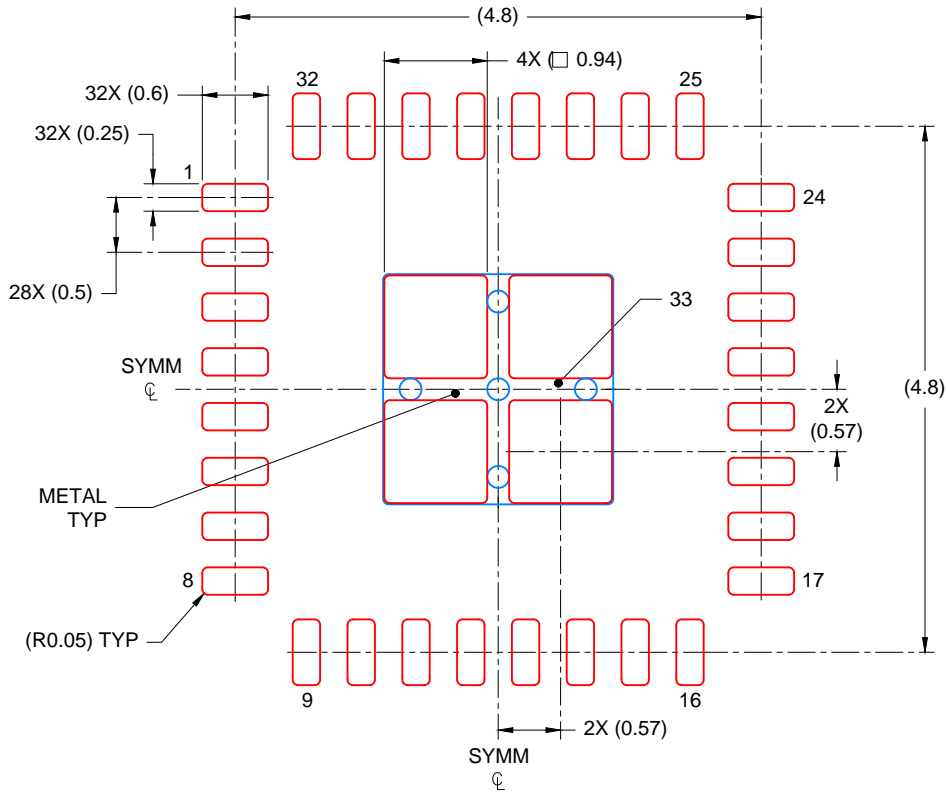 (4.8)
4X (□ 0.94)
32
25
32X (0.6)
32X (0.25)
1
24
28X (0.5)
33
SYMM
℄
(4.8)
2X
(0.57)
METAL
TYP
8
17
(R0.05) TYP
9
16
2X (0.57)
SYMM
℄